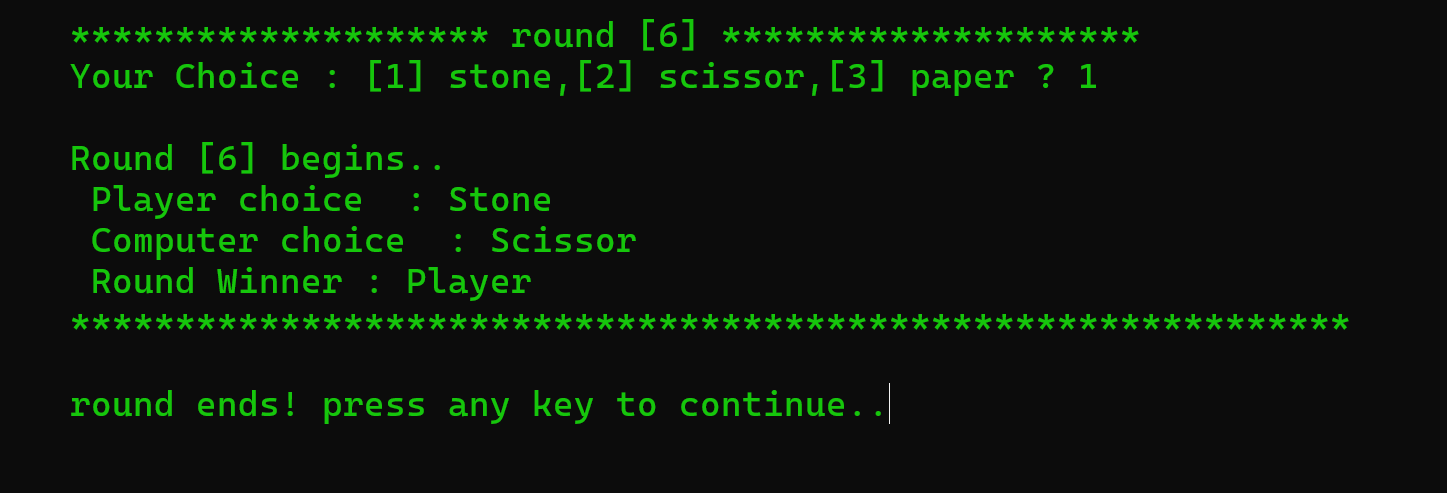 ******************** round [6] ********************
Your Choice : [1] stone,[2] scissor,[3] paper ? 1
Round [6] begins..
Player choice  : Stone
Computer choice  : Scissor
Round Winner : Player
*************************************************************
round ends! press any key to continue..